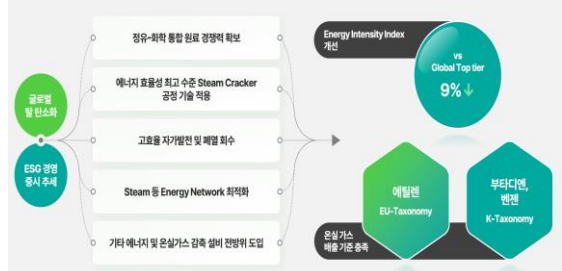 글로벌
탈 탄소화
ESG 경영
중시 추세
정유-화학 통합 원료 경쟁력 확보
에너지 효율성 최고 수준 Steam Cracker
공정 기술 적용
고효율 자가발전 및 폐열 회수
Steam 등 Energy Network 최적화
기타 에너지 및 온실가스 감축 설비 전방위 도입
Energy Intensity Index
개선
vs
Global Top tier
9%↓
에틸렌
EU-Taxonomy
부타디엔,
벤젠
K-Taxonomy
온실 가스
배출 기준 충족